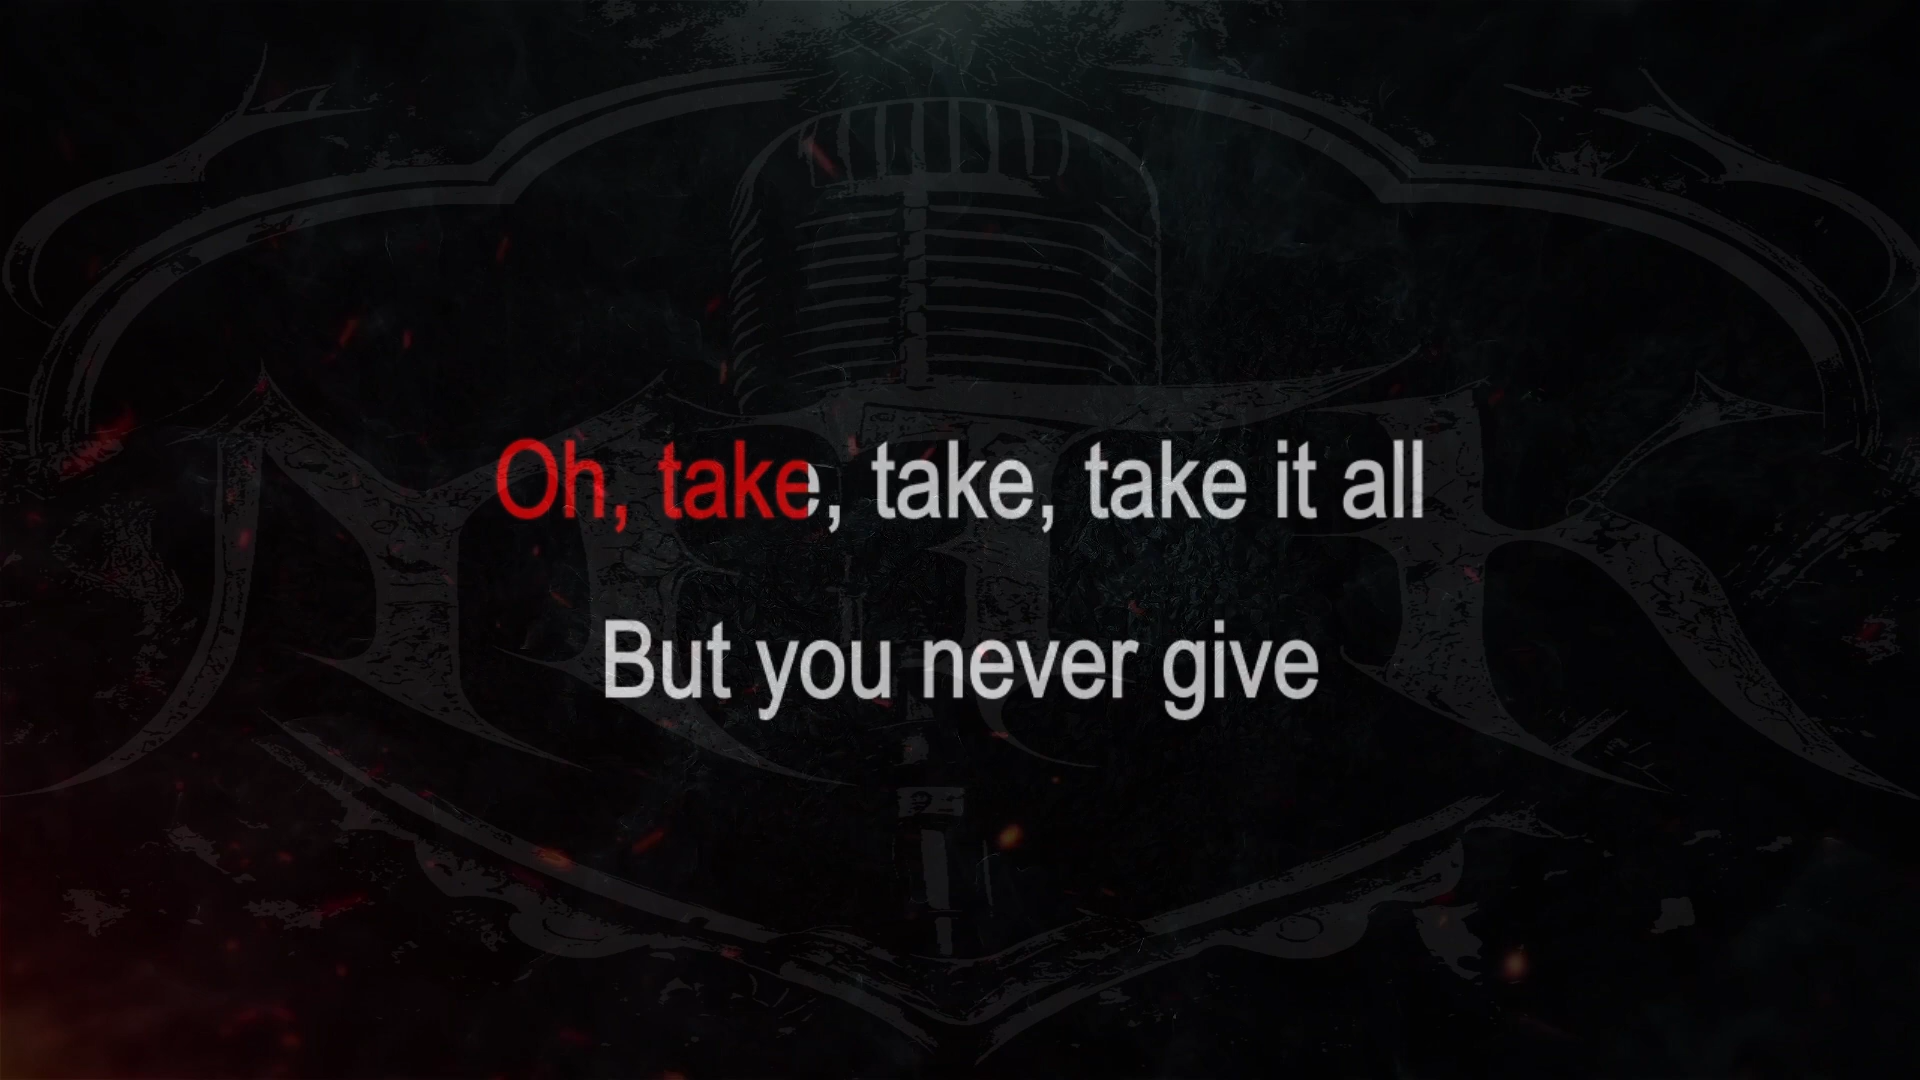 Oh, take, take, take it all
But you never give